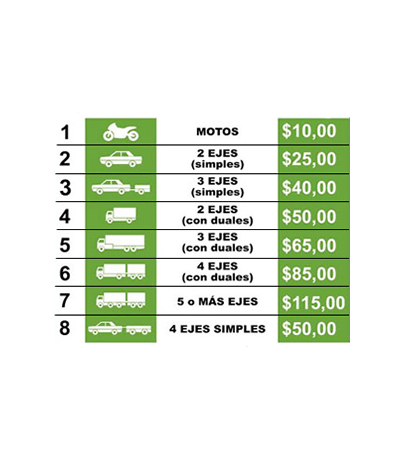 1 MOTOS $10,00
2 2 EJES $25,00
(simples)
3 3 EJES $40,00
(simples)
4 2 EJES $50,00
(con duales)
5 3 EJES $65,00
(con duales)
6 4 EJES $85,00
(con duales)
7 5 o MÁS EJES $115,00
8 4 EJES SIMPLES $50,00